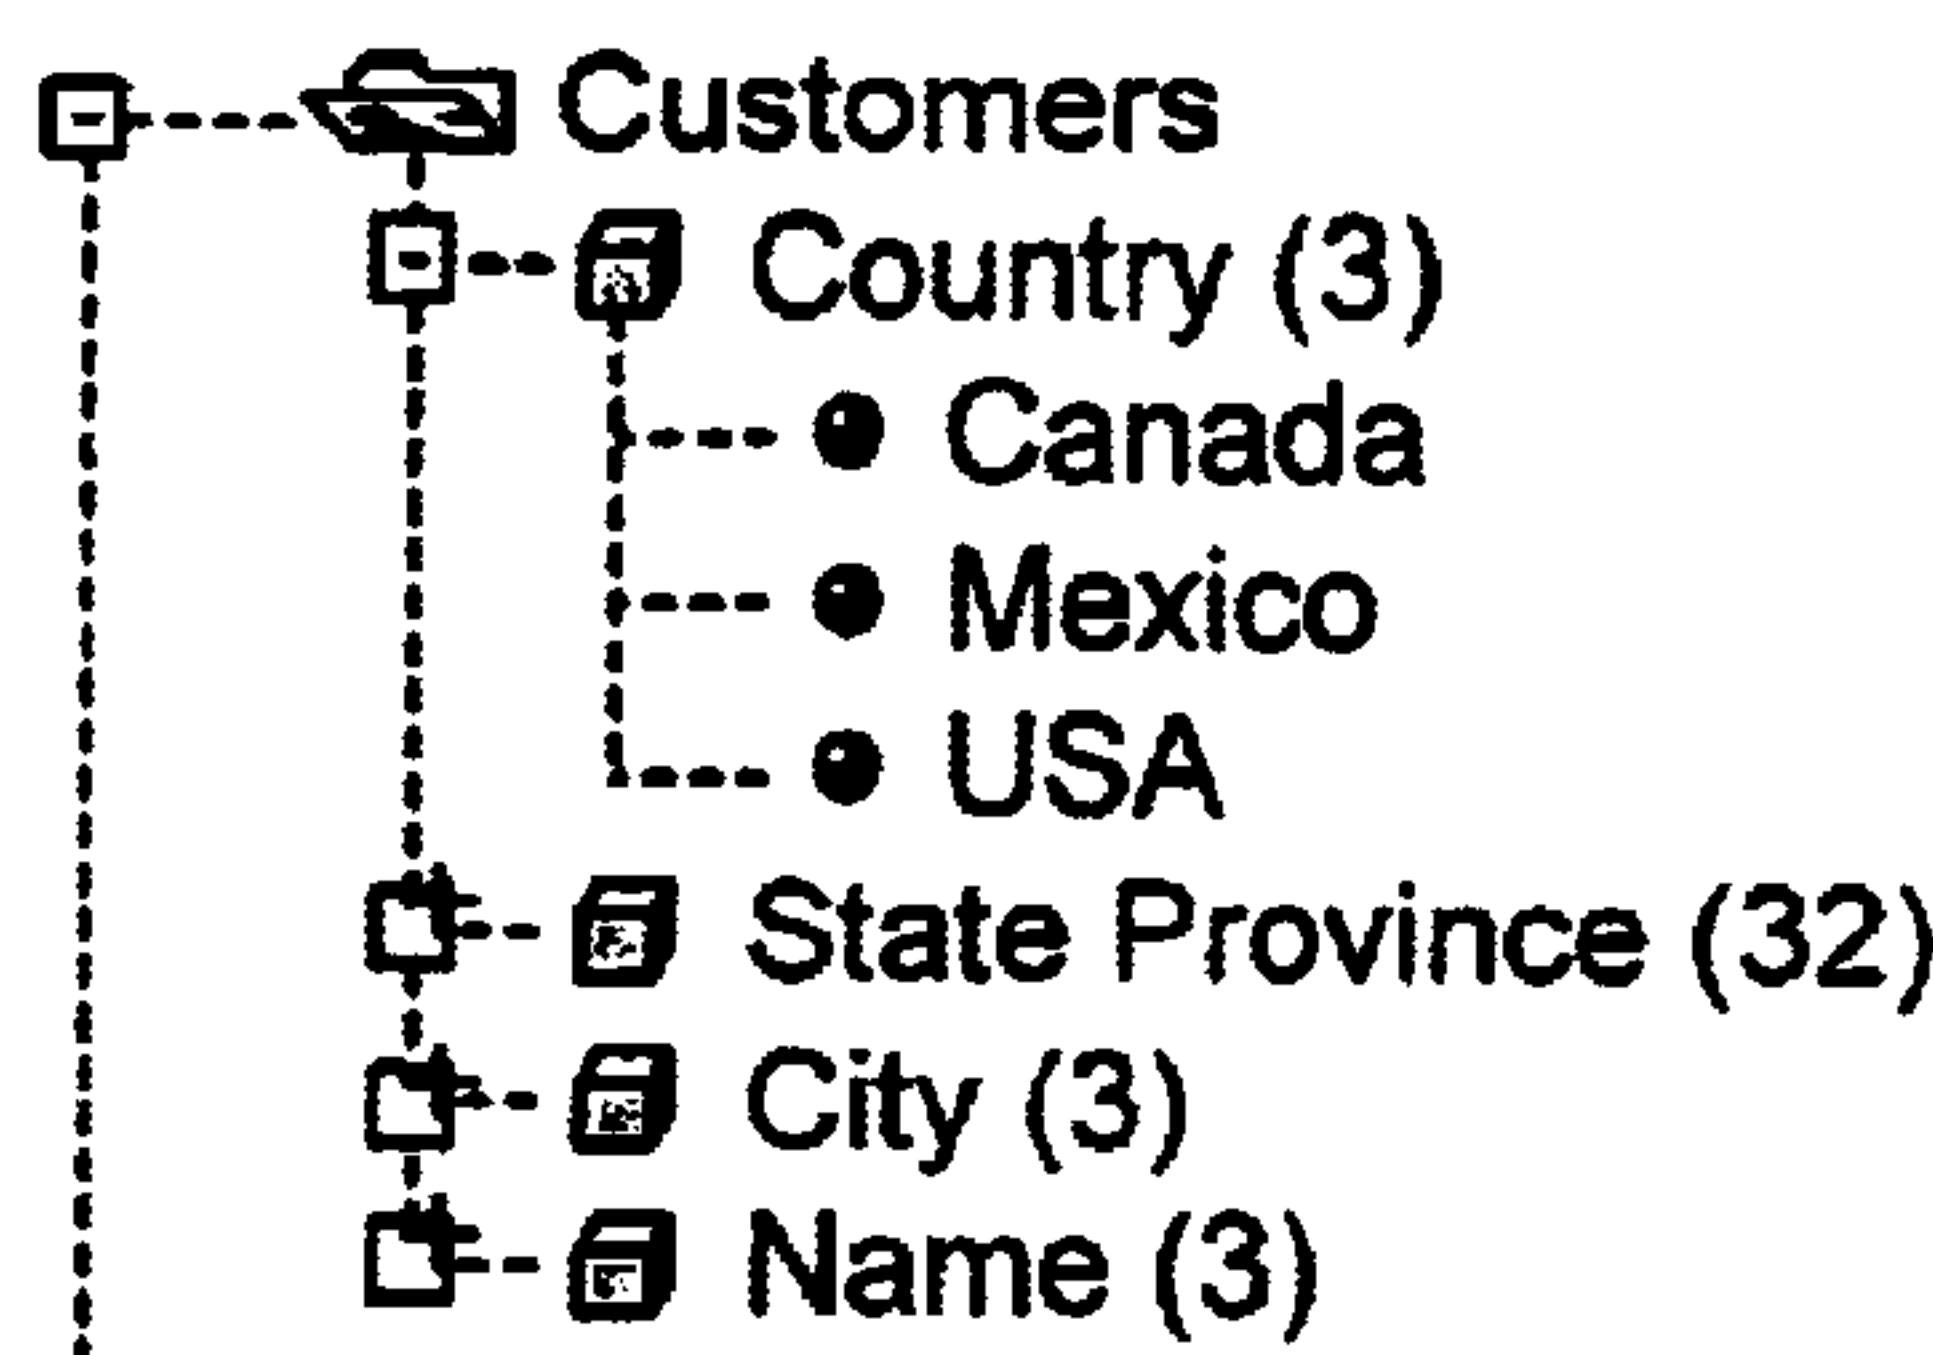 Customers
Country (3)
Canada
Mexico
USA
State Province (32)
City (3)
Name (3)